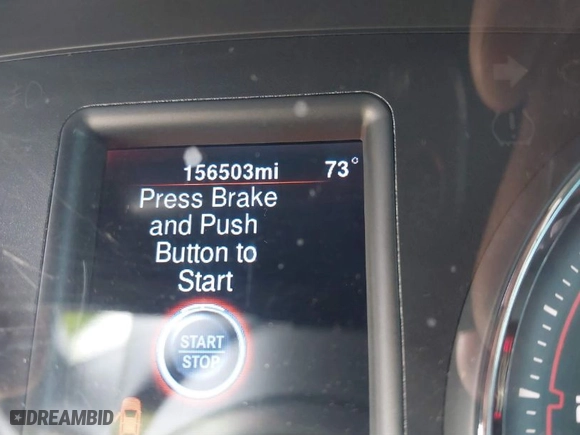 156503mi 73°
Press Brake
and Push
Button to
Start
START
STOP
DREAMBID